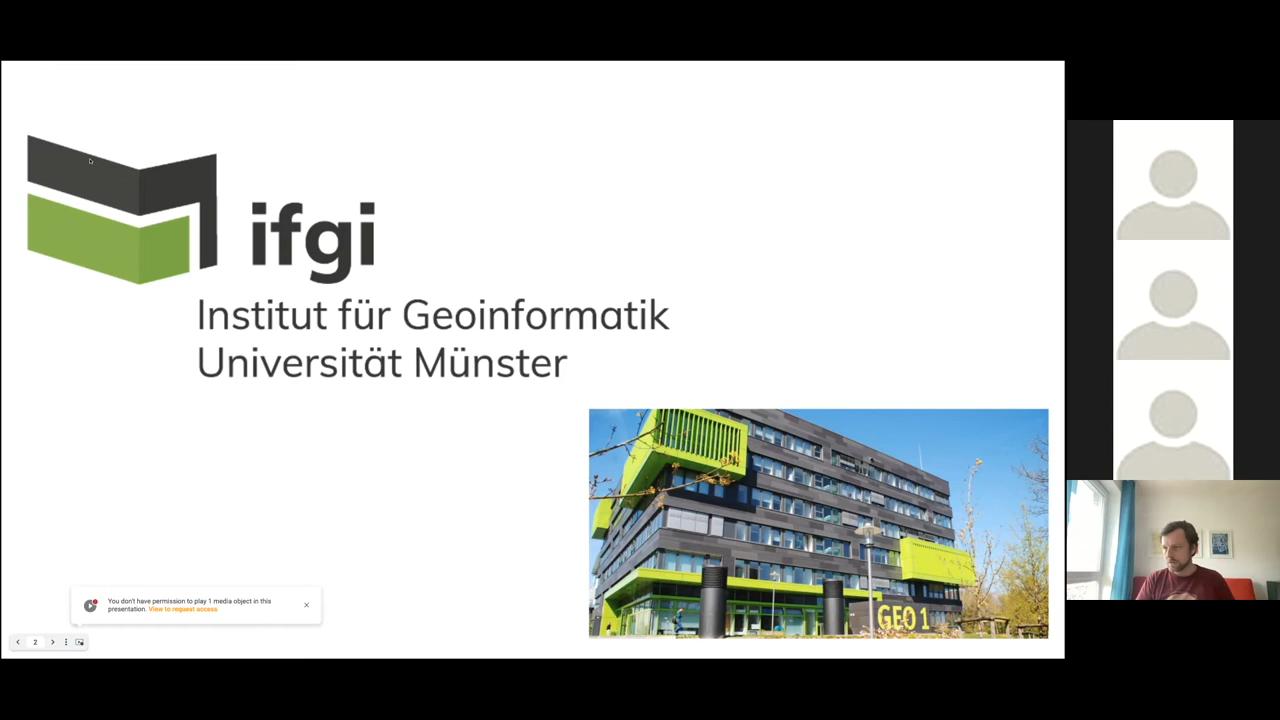 ifgi
Institut für Geoinformatik
Universität Münster
GEO 1
You don't have permission to play 1 media object in this
presentation. View to request access
2